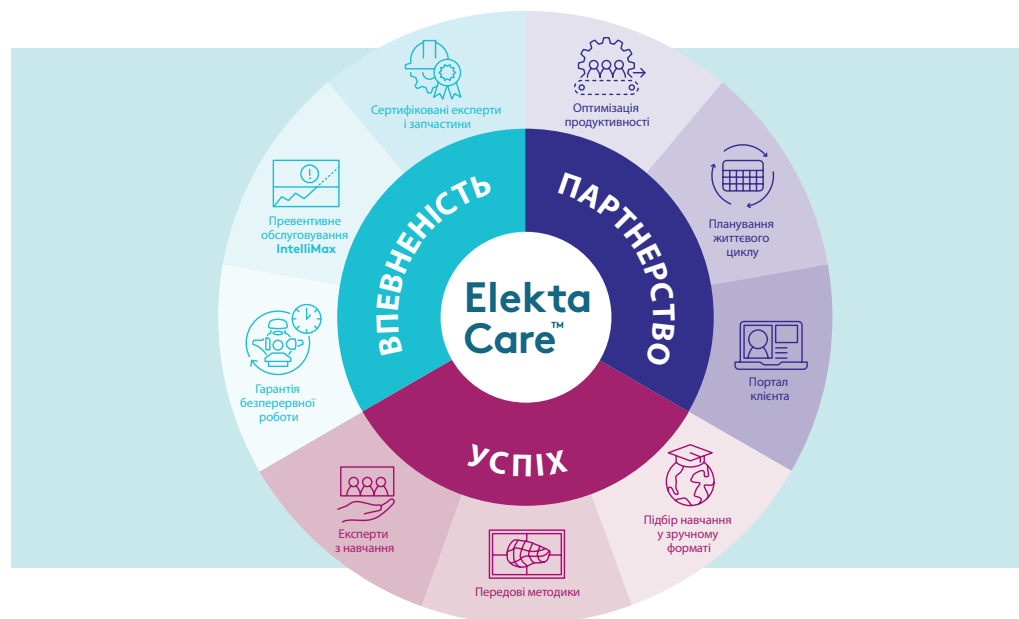 Elekta
Care™
ВПЕВНЕНІСТЬ
Сертифіковані експерти
і запчастини
Превентивне
обслуговування
IntelliMax
Гарантія
безперервної
роботи
ПАРТНЕРСТВО
Оптимізація
продуктивності
Планування
життєвого
циклу
Портал
клієнта
УСПІХ
Підбір навчання
у зручному
форматі
Передові методики
Експерти
з навчання